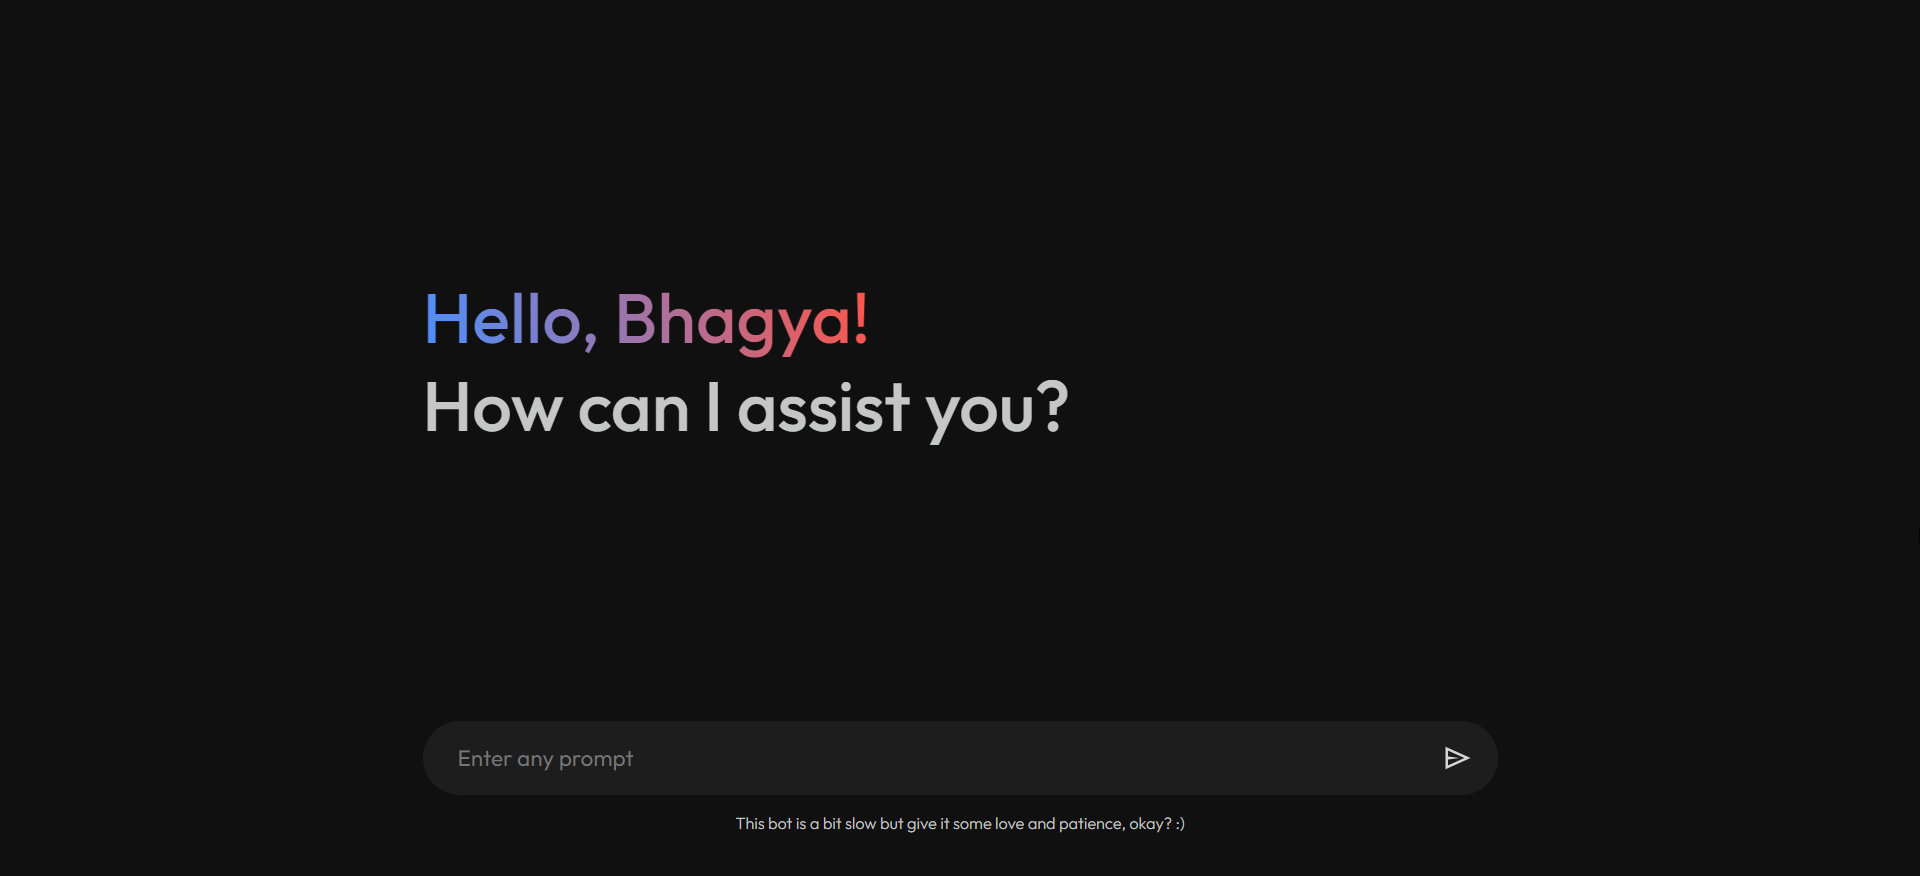 Hello, Bhagya!
How can I assist you?
Enter any prompt
This bot is a bit slow but give it some love and patience, okay? :)